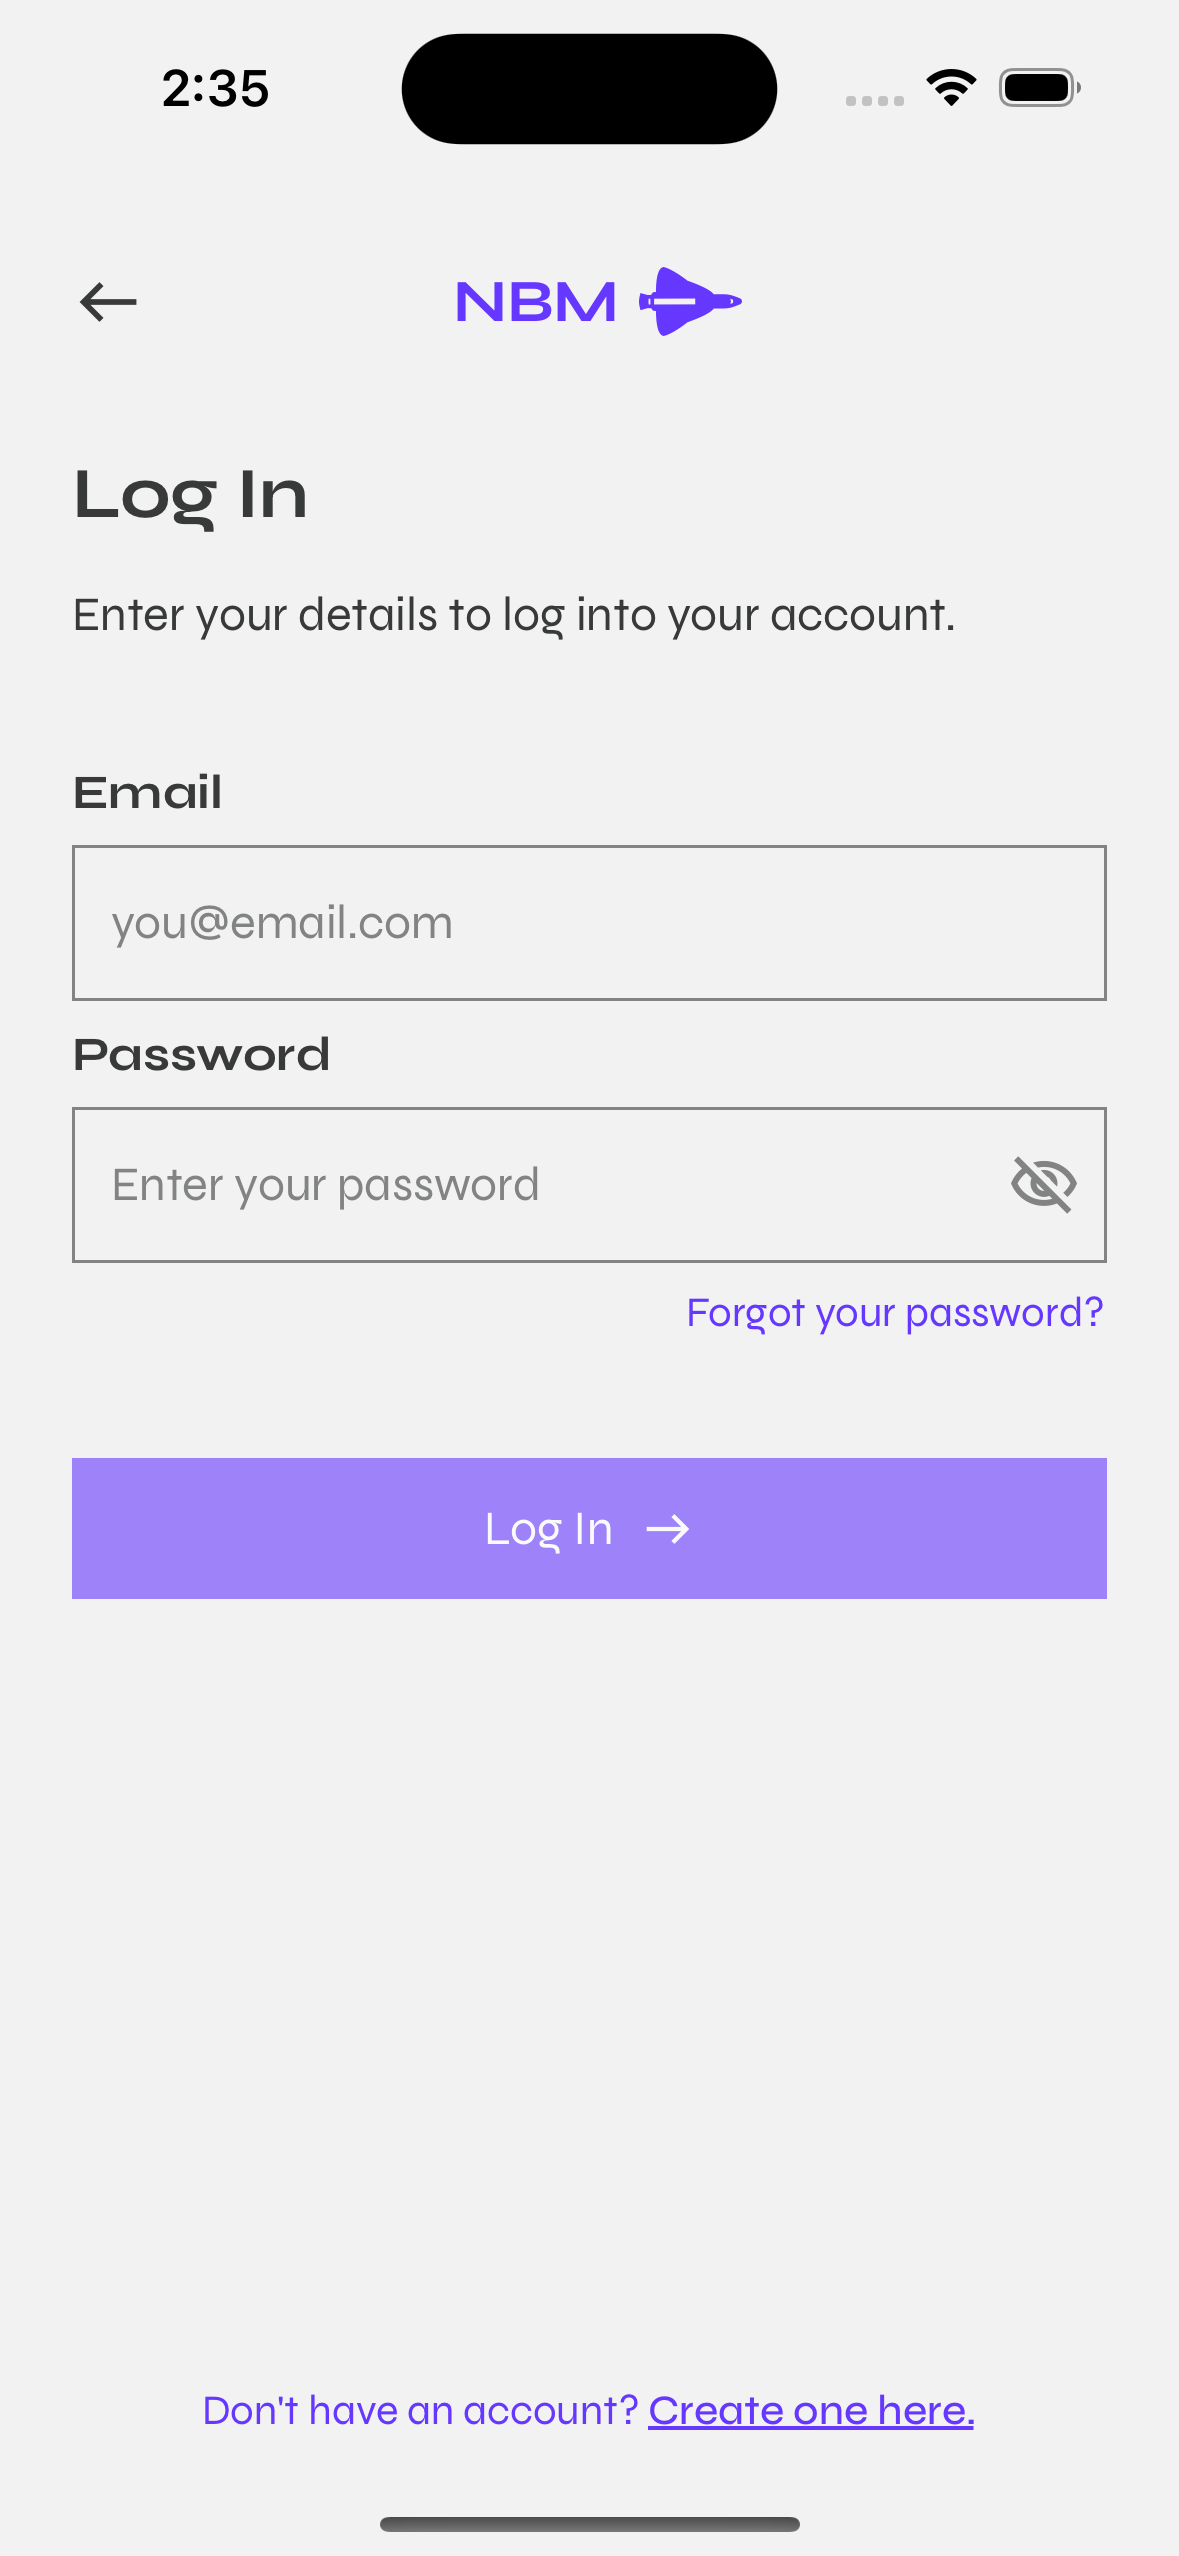 2:35
NBM
Log In
Enter your details to log into your account.
Email
you@email.com
Password
Enter your password
Forgot your password?
Log In
Don't have an account? Create one here.